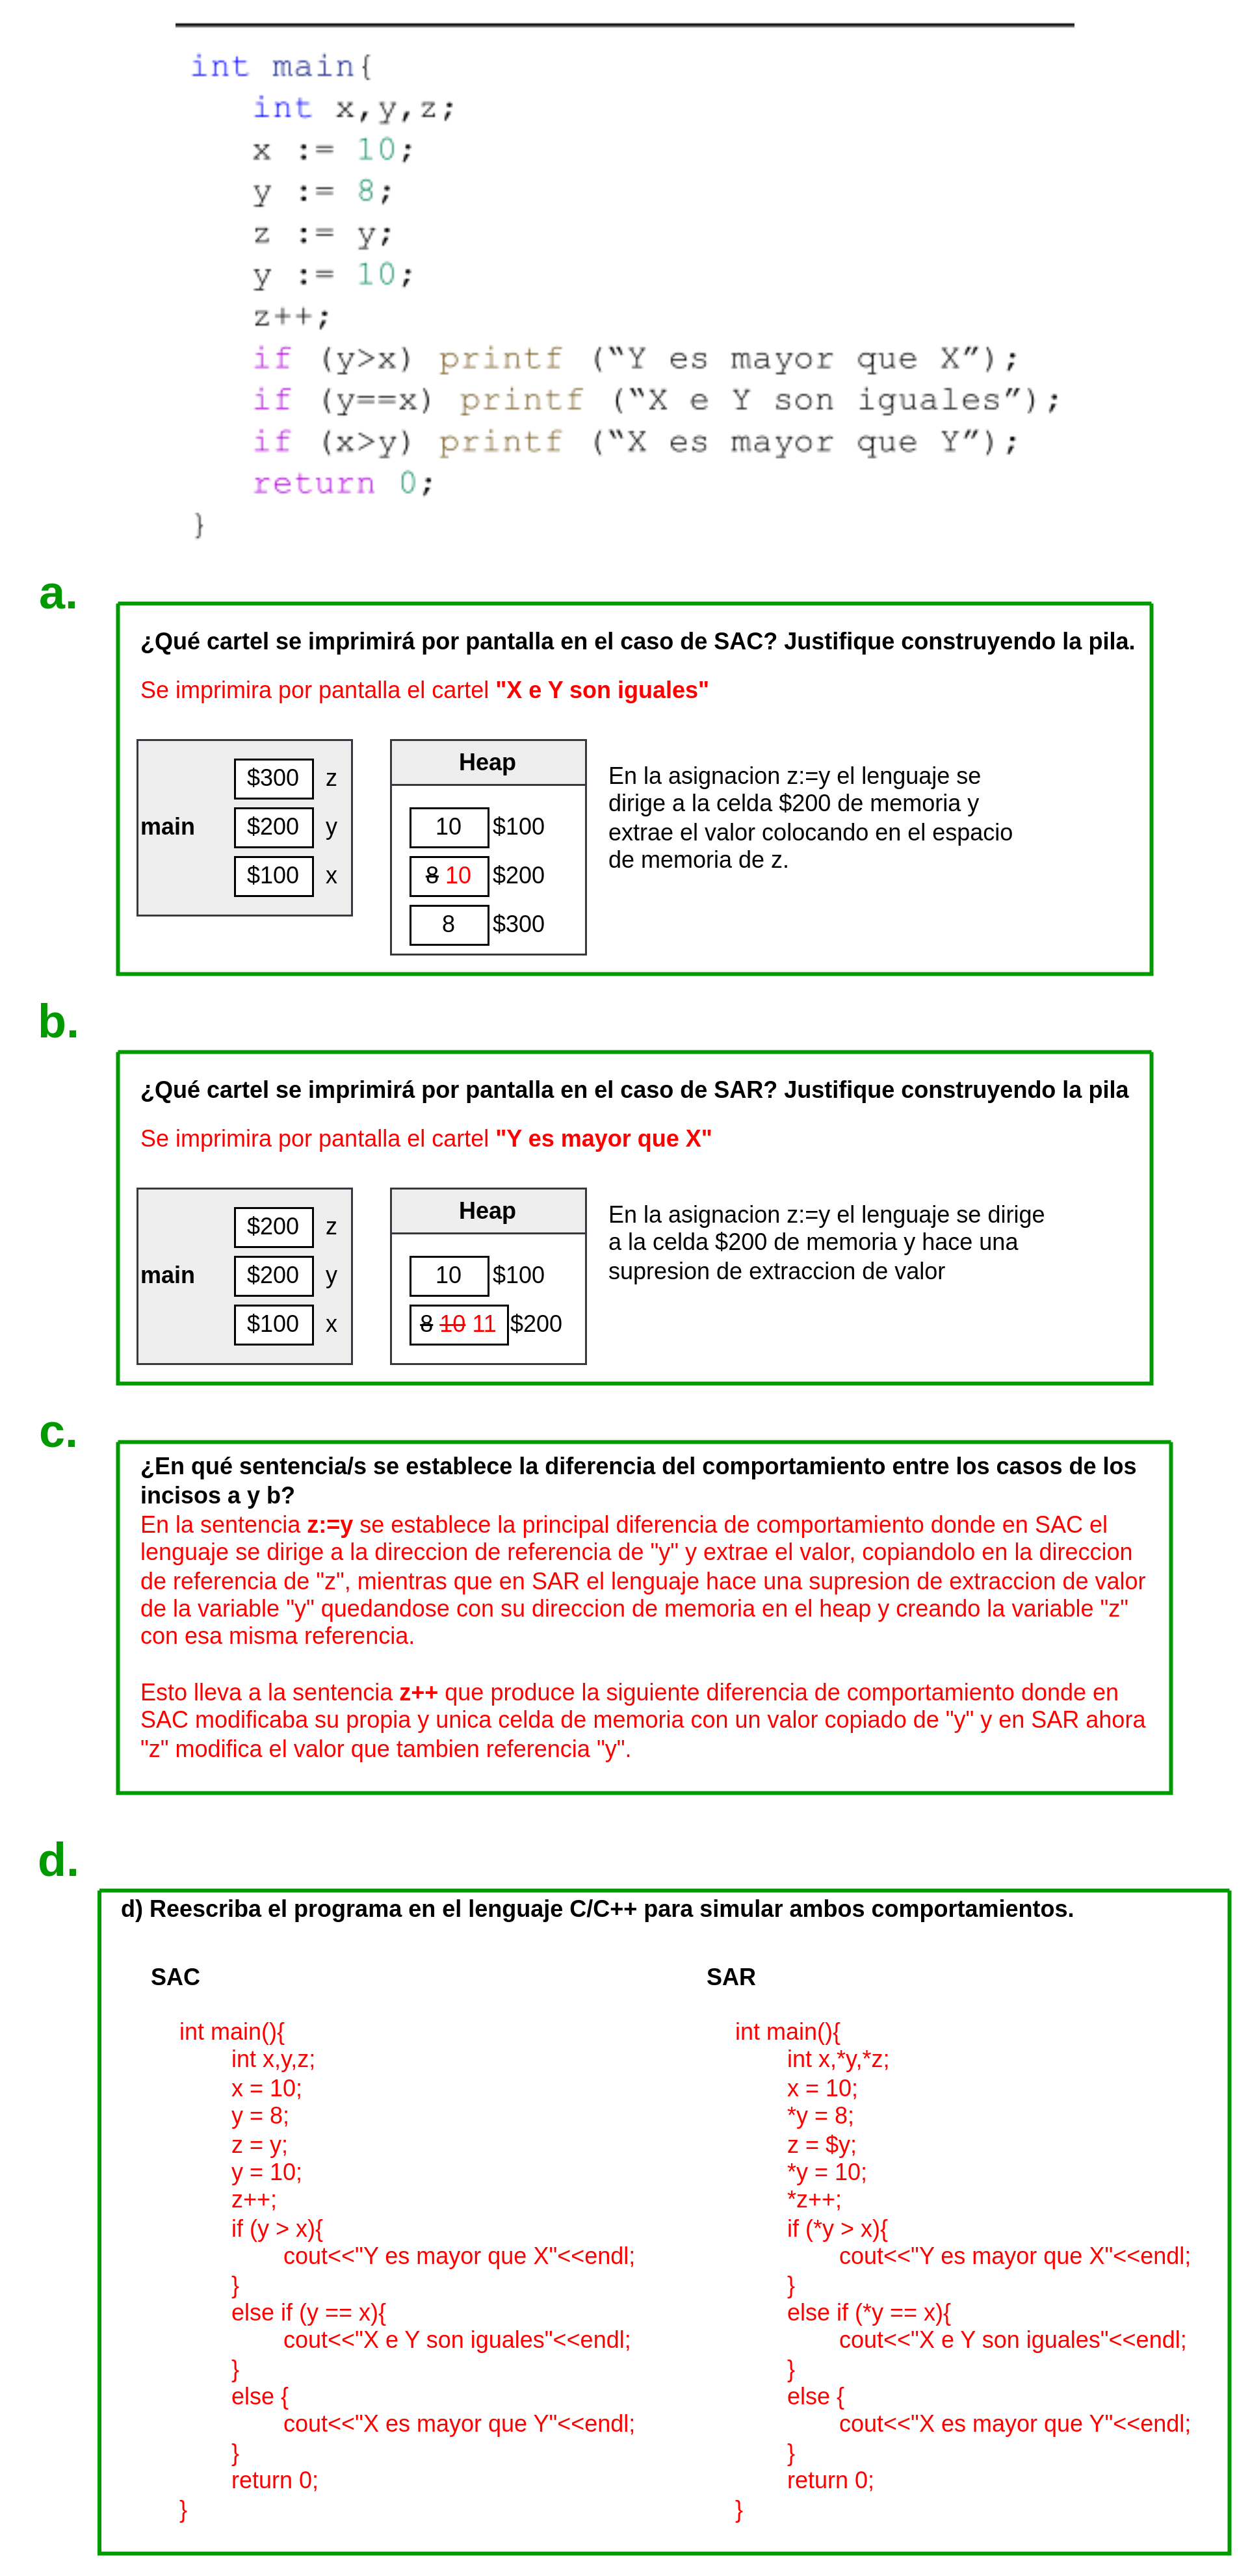 int main{
int x,y,z;
x := 10;
y := 8;
z := y;
y := 10;
z++;
if (y>x) printf (“Y es mayor que X”);
if (y==x) printf (“X e Y son iguales”);
if (x>y) printf (“X es mayor que Y”);
return 0;
}
a.
¿Qué cartel se imprimirá por pantalla en el caso de SAC? Justifique construyendo la pila.
Se imprimira por pantalla el cartel "X e Y son iguales"
main
$300 z
$200 y
$100 x
Heap
10 $100
8 10 $200
8 $300
En la asignacion z:=y el lenguaje se
dirige a la celda $200 de memoria y
extrae el valor colocando en el espacio
de memoria de z.
b.
¿Qué cartel se imprimirá por pantalla en el caso de SAR? Justifique construyendo la pila
Se imprimira por pantalla el cartel "Y es mayor que X"
main
$200 z
$200 y
$100 x
Heap
10 $100
8 10 11 $200
En la asignacion z:=y el lenguaje se dirige
a la celda $200 de memoria y hace una
supresion de extraccion de valor
c.
¿En qué sentencia/s se establece la diferencia del comportamiento entre los casos de los
incisos a y b?
En la sentencia z:=y se establece la principal diferencia de comportamiento donde en SAC el
lenguaje se dirige a la direccion de referencia de "y" y extrae el valor, copiandolo en la direccion
de referencia de "z", mientras que en SAR el lenguaje hace una supresion de extraccion de valor
de la variable "y" quedandose con su direccion de memoria en el heap y creando la variable "z"
con esa misma referencia.
Esto lleva a la sentencia z++ que produce la siguiente diferencia de comportamiento donde en
SAC modificaba su propia y unica celda de memoria con un valor copiado de "y" y en SAR ahora
"z" modifica el valor que tambien referencia "y".
d.
d) Reescriba el programa en el lenguaje C/C++ para simular ambos comportamientos.
SAC
int main(){
int x,y,z;
x = 10;
y = 8;
z = y;
y = 10;
z++;
if (y > x){
cout<<"Y es mayor que X"<<endl;
}
else if (y == x){
cout<<"X e Y son iguales"<<endl;
}
else {
cout<<"X es mayor que Y"<<endl;
}
return 0;
}
SAR
int main(){
int x,*y,*z;
x = 10;
*y = 8;
z = $y;
*y = 10;
*z++;
if (*y > x){
cout<<"Y es mayor que X"<<endl;
}
else if (*y == x){
cout<<"X e Y son iguales"<<endl;
}
else {
cout<<"X es mayor que Y"<<endl;
}
return 0;
}